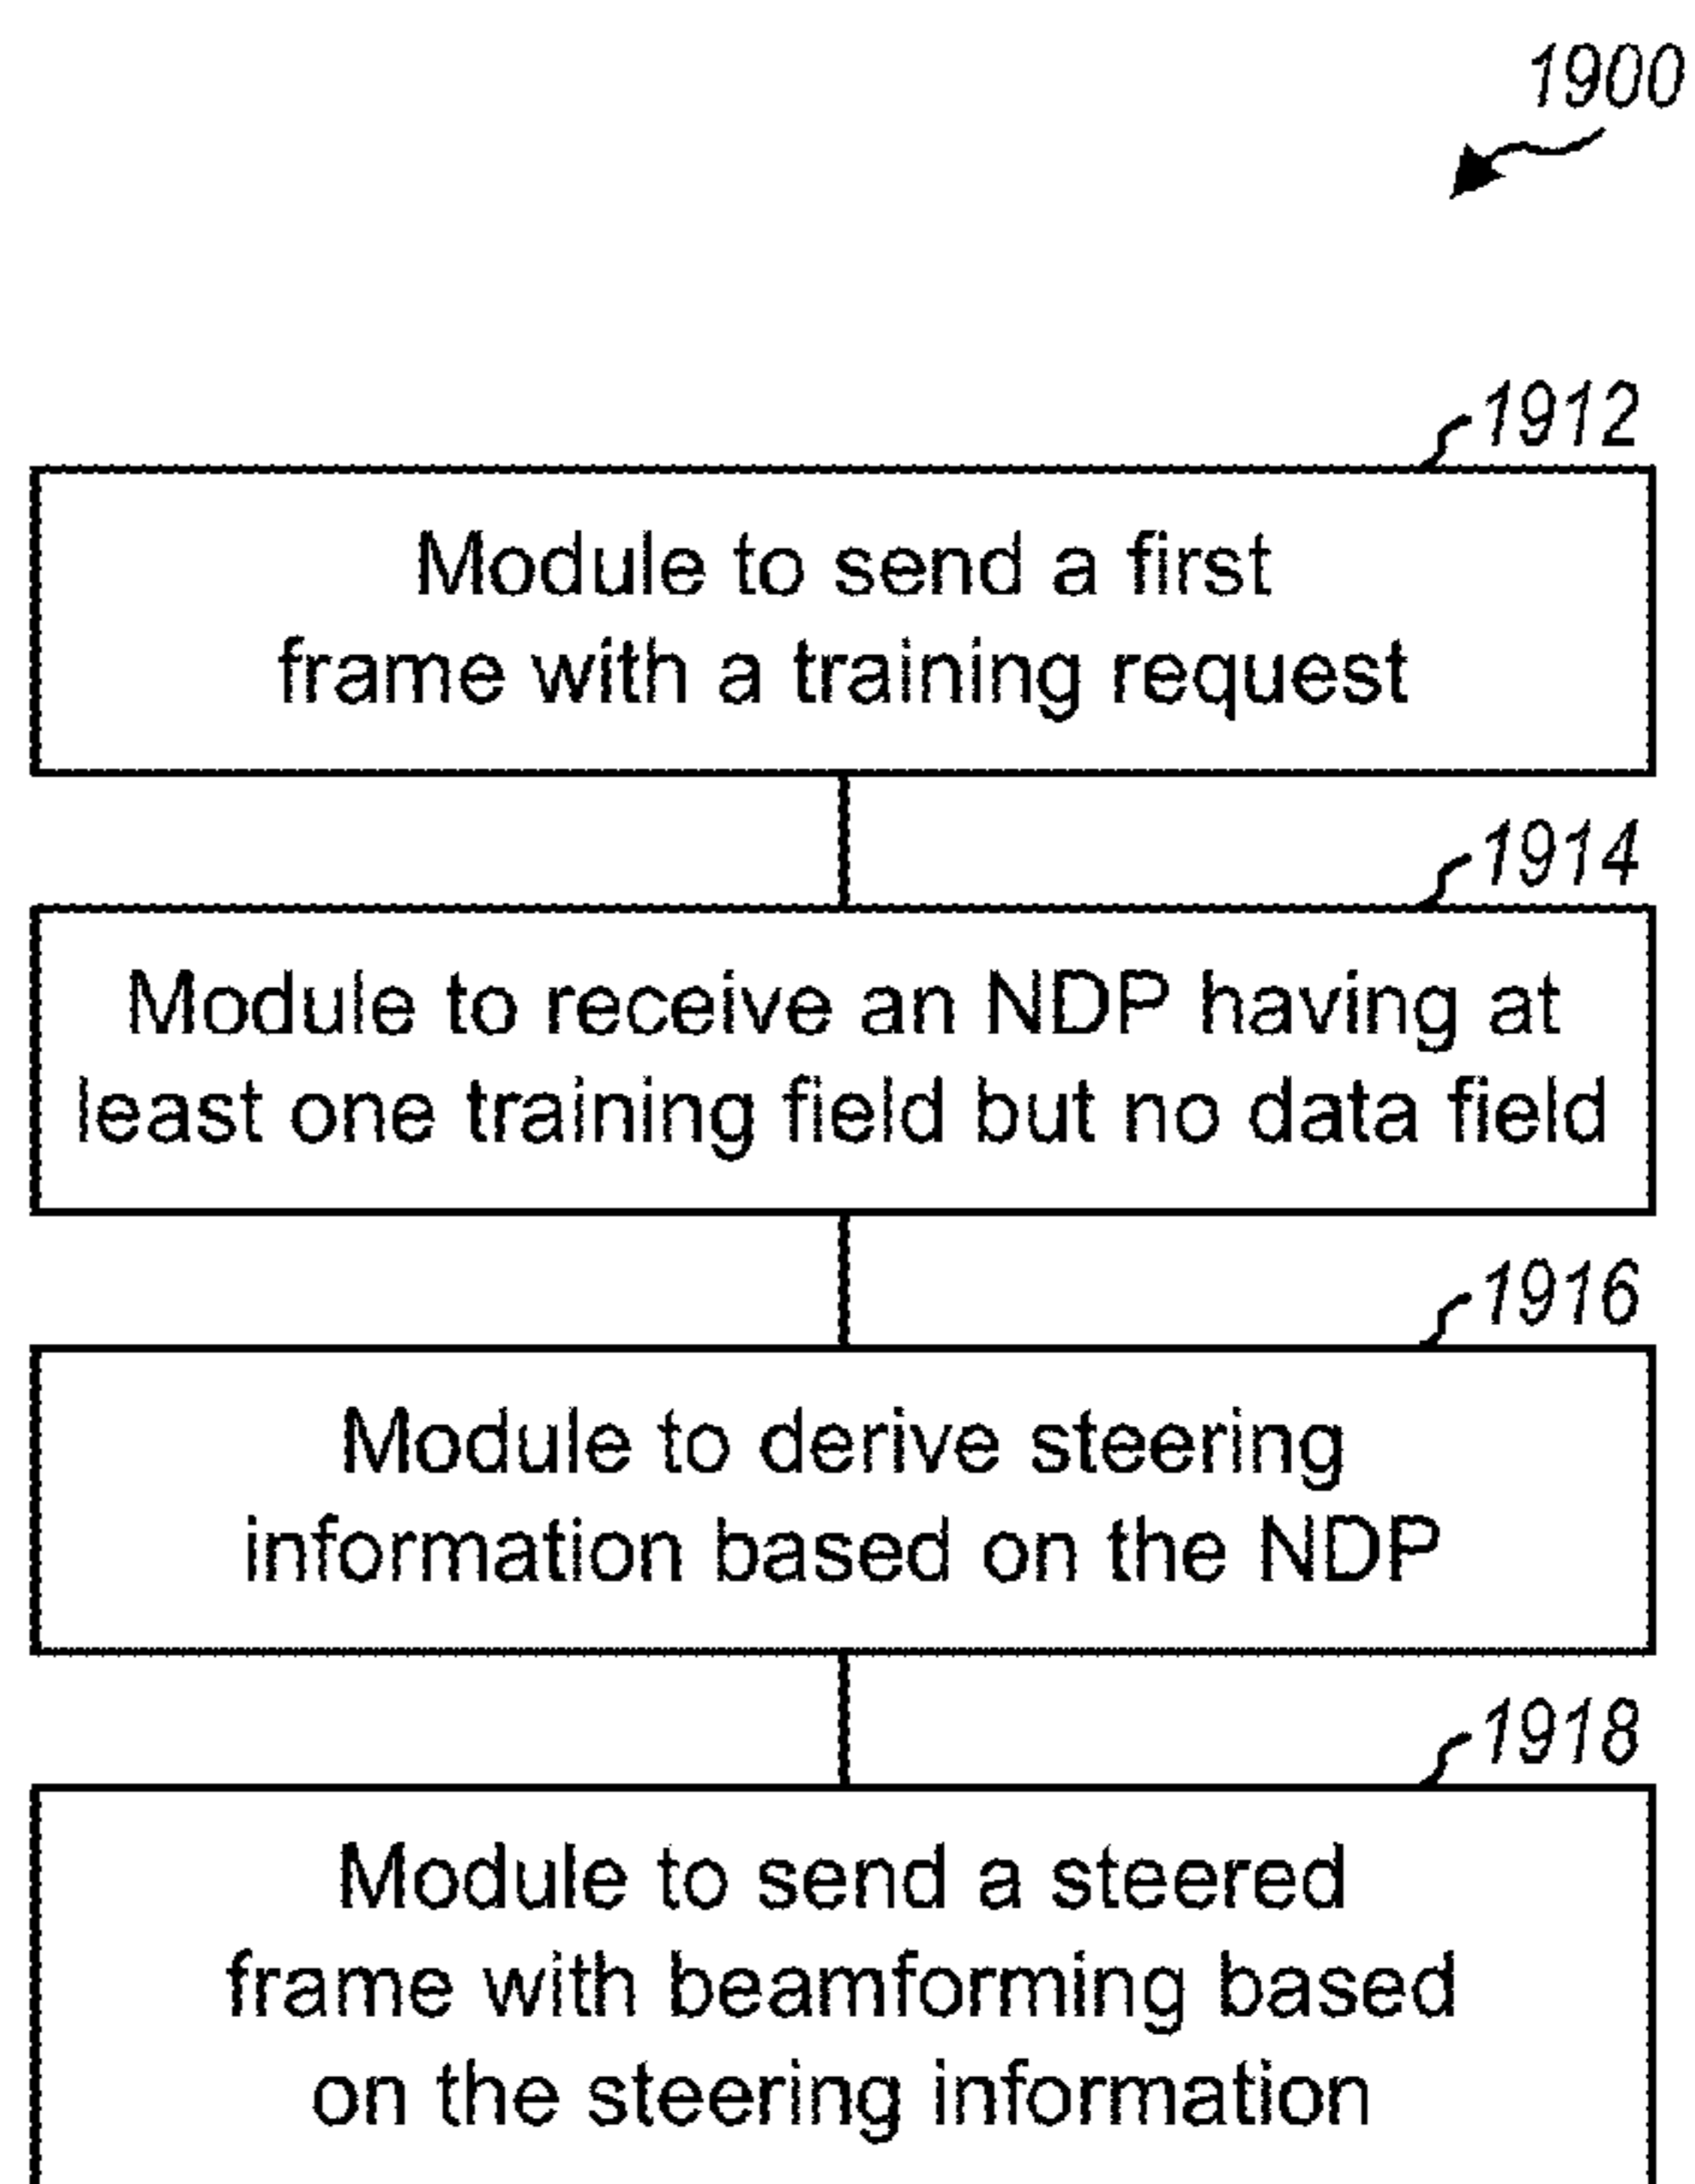 1900
1912
Module to send a first
frame with a training request
1914
Module to receive an NDP having at
least one training field but no data field
1916
Module to derive steering
information based on the NDP
1918
Module to send a steered
frame with beamforming based
on the steering information